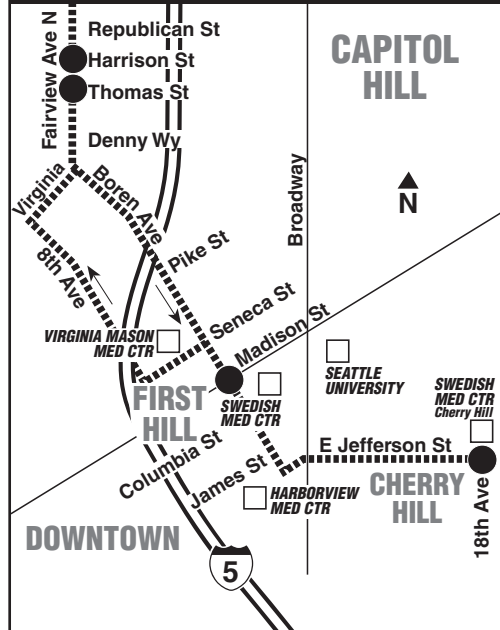 Republican St
Harrison St
Thomas St
Fairview Ave N
Denny Wy
CAPITOL
HILL
N
Broadway
Virginia
Boren Ave
8th Ave
Pike St
Seneca St
Madison St
VIRGINIA MASON
MED CTR
FIRST
HILL
SWEDISH
MED CTR
SEATTLE
UNIVERSITY
SWEDISH
MED CTR
Cherry Hill
Columbia St
James St
E Jefferson St
HARBORVIEW
MED CTR
CHERRY
HILL
18th Ave
DOWNTOWN
5